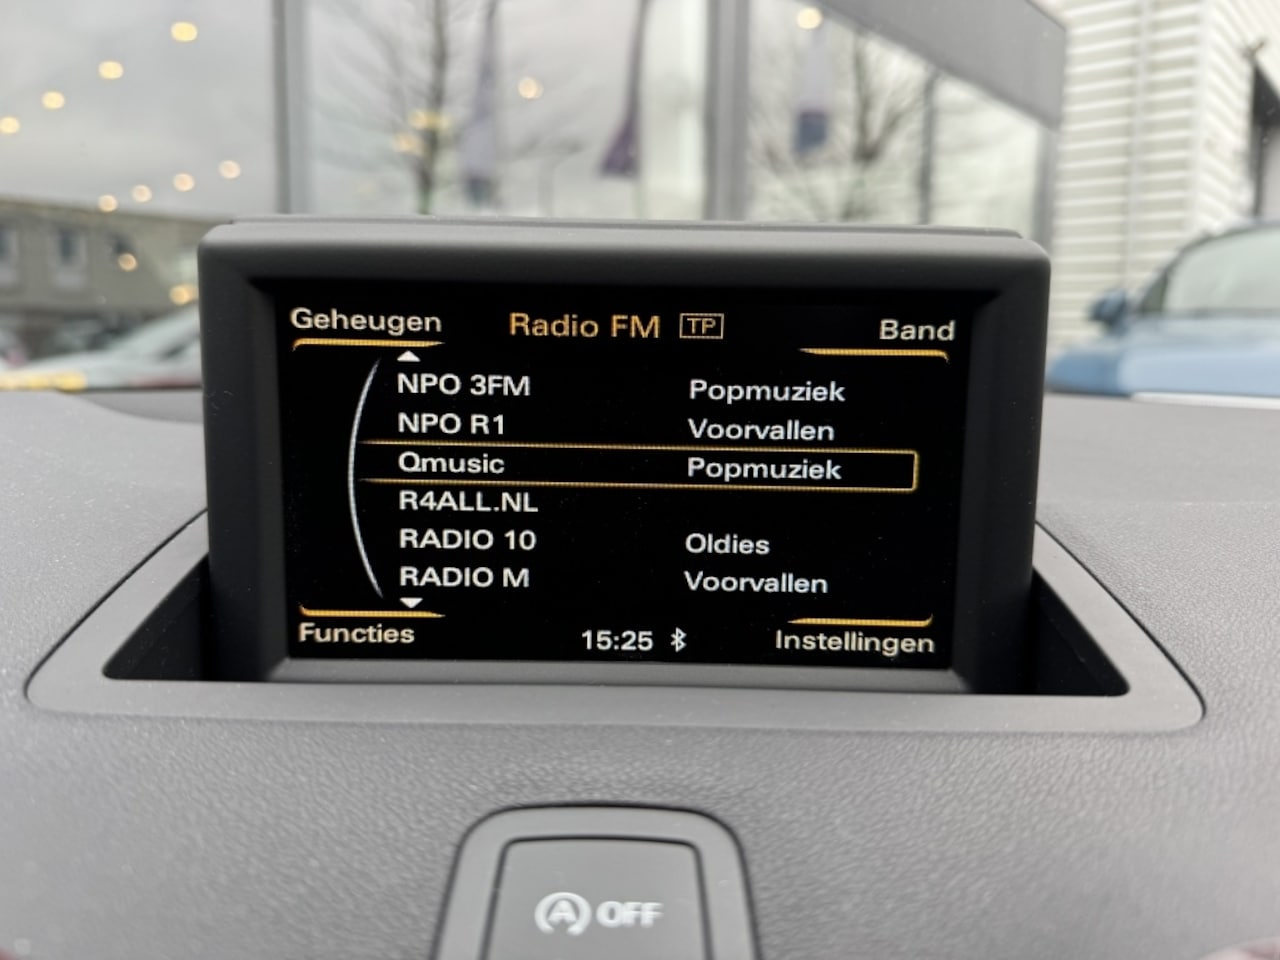 Geheugen Radio FM TP Band
NPO 3FM Popmuziek
NPO R1 Voorvallen
Qmusic Popmuziek
R4ALL.NL
RADIO 10 Oldies
RADIO M Voorvallen
Functies 15:25 Instellingen
A OFF